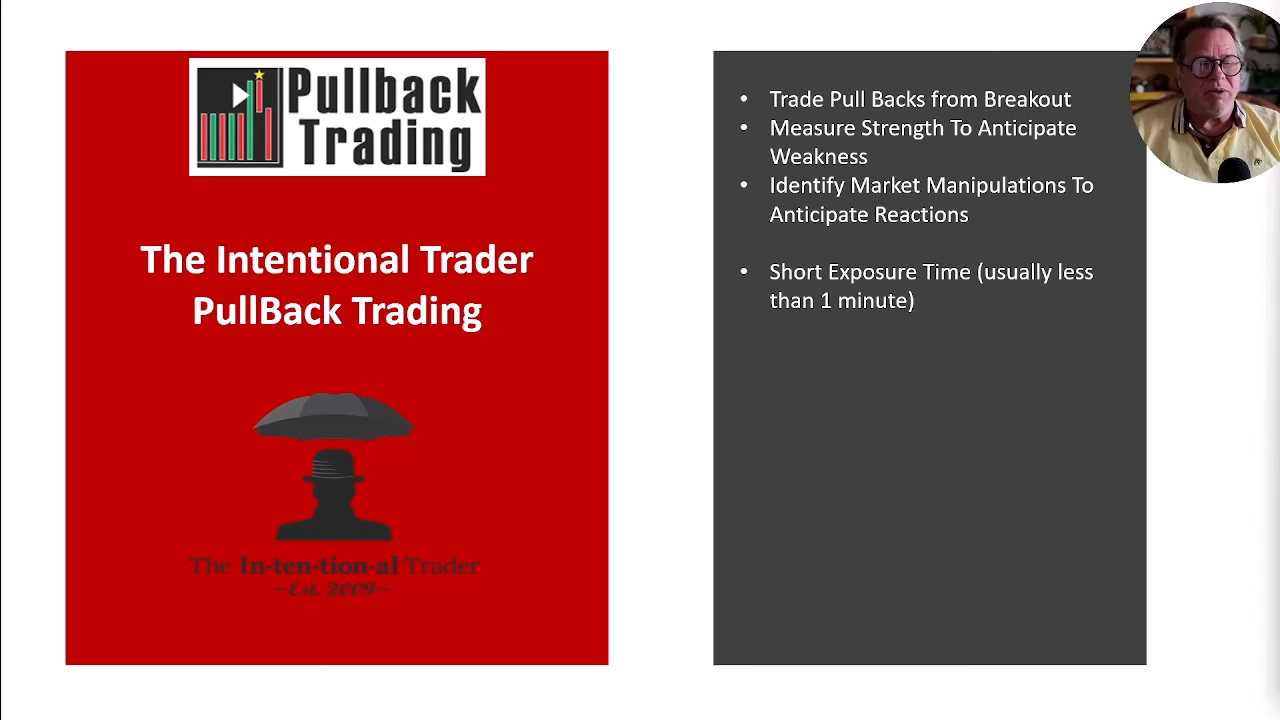 Pullback
Trading
The Intentional Trader
PullBack Trading
The In·ten·tion·al Trader
~Est. 2009~
• Trade Pull Backs from Breakout
• Measure Strength To Anticipate
Weakness
• Identify Market Manipulations To
Anticipate Reactions
• Short Exposure Time (usually less
than 1 minute)